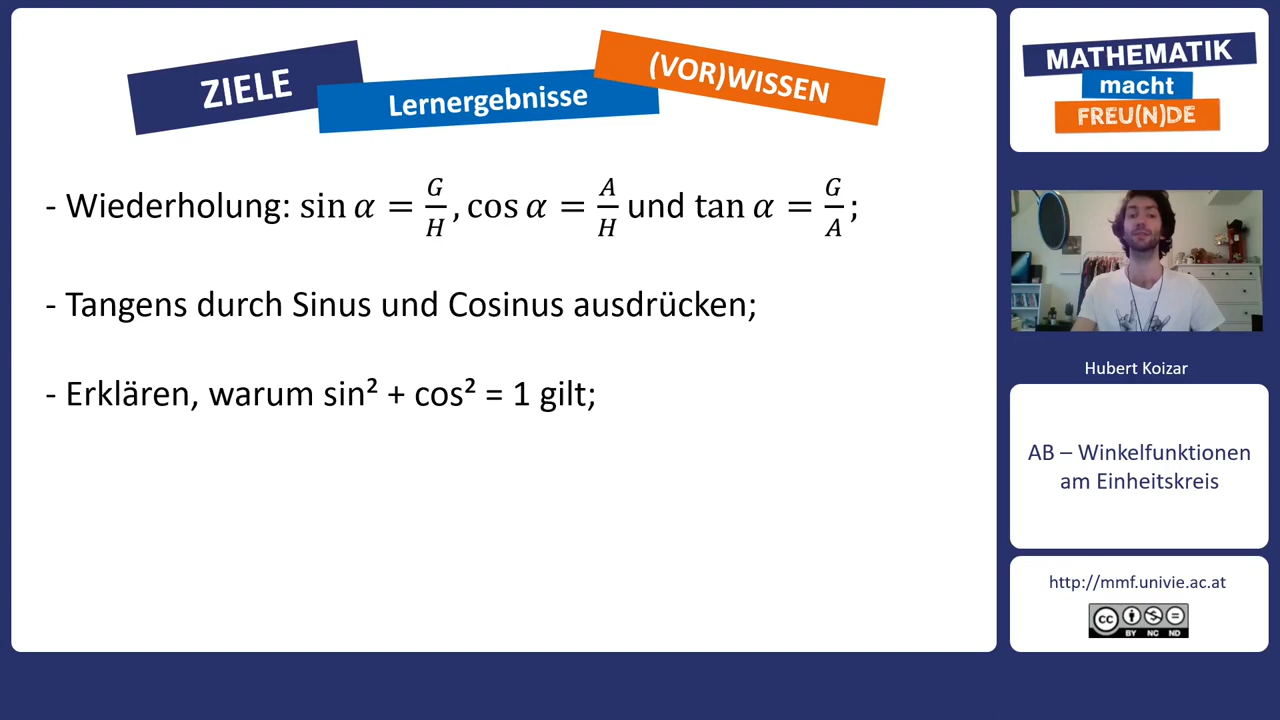 ZIELE
Lernergebnisse
(VOR)WISSEN
- Wiederholung: sin α = G/H, cos α = A/H und tan α = G/A;
- Tangens durch Sinus und Cosinus ausdrücken;
- Erklären, warum sin² + cos² = 1 gilt;
MATHEMATIK
macht
FREU(N)DE
Hubert Koizar
AB – Winkelfunktionen
am Einheitskreis
http://mmf.univie.ac.at
cc
BY NC ND